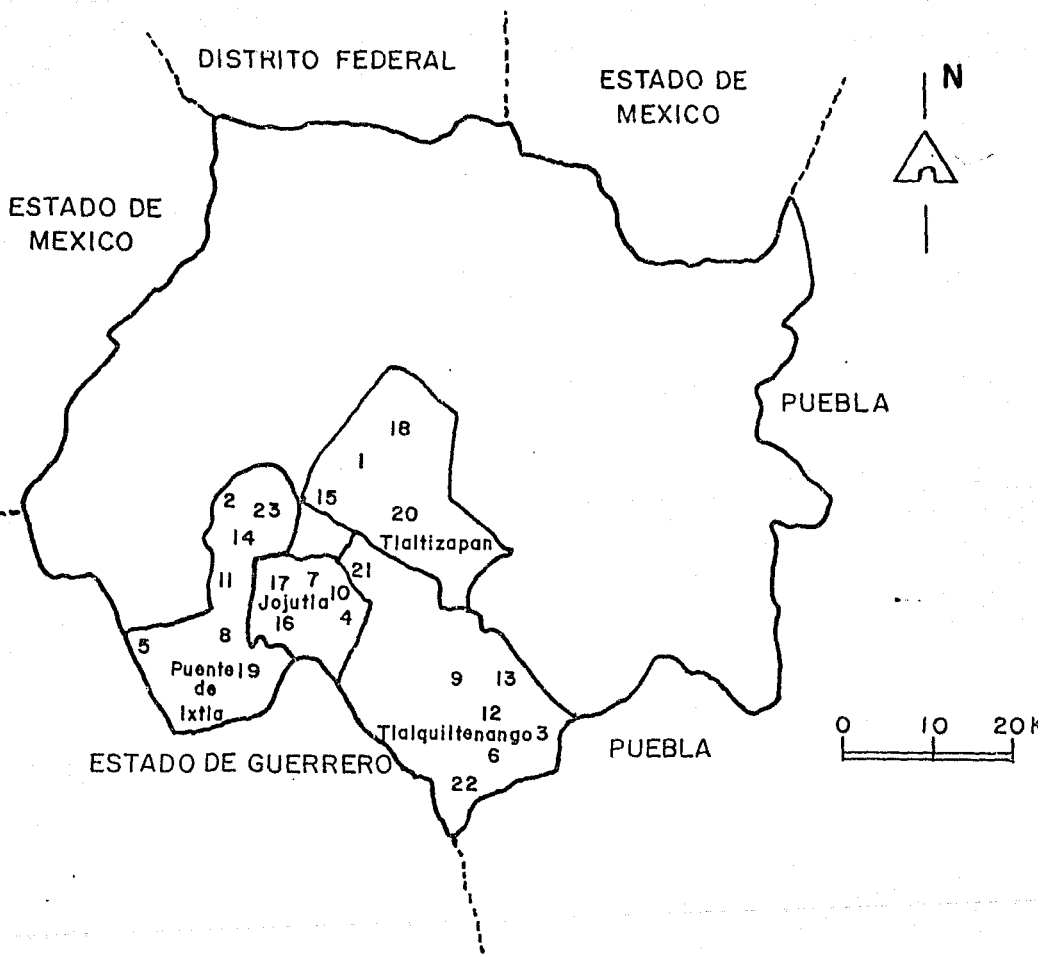 DISTRITO FEDERAL
ESTADO DE
MEXICO
N
ESTADO DE
MEXICO
PUEBLA
18
1
15
20
Tlaltizapan
2
23
14
11
17
7
10
21
Jojutla
4
16
5
8
Puente 19
de
Ixtla
9
13
12
Tlalquiltenango 3
6
22
ESTADO DE GUERRERO
PUEBLA
0 10 20 K